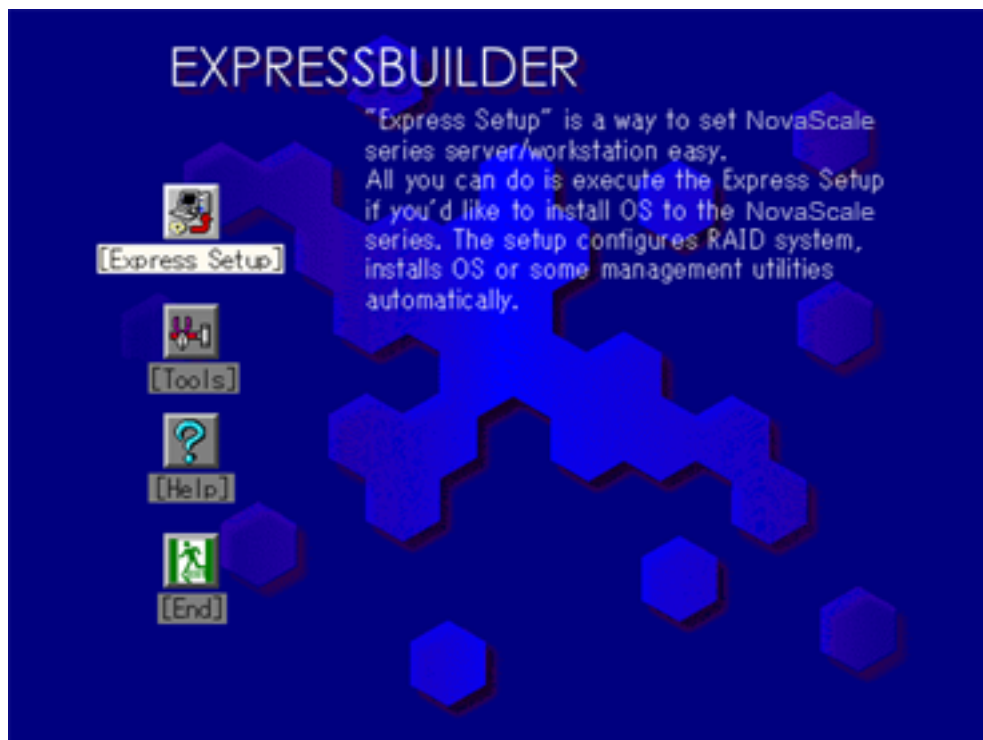 EXPRESSBUILDER
"Express Setup" is a way to set NovaScale
series server/workstation easy.
All you can do is execute the Express Setup
if you'd like to install OS to the NovaScale
series. The setup configures RAID system,
installs OS or some management utilities
automatically.
[Express Setup]
[Tools]
[Help]
[End]